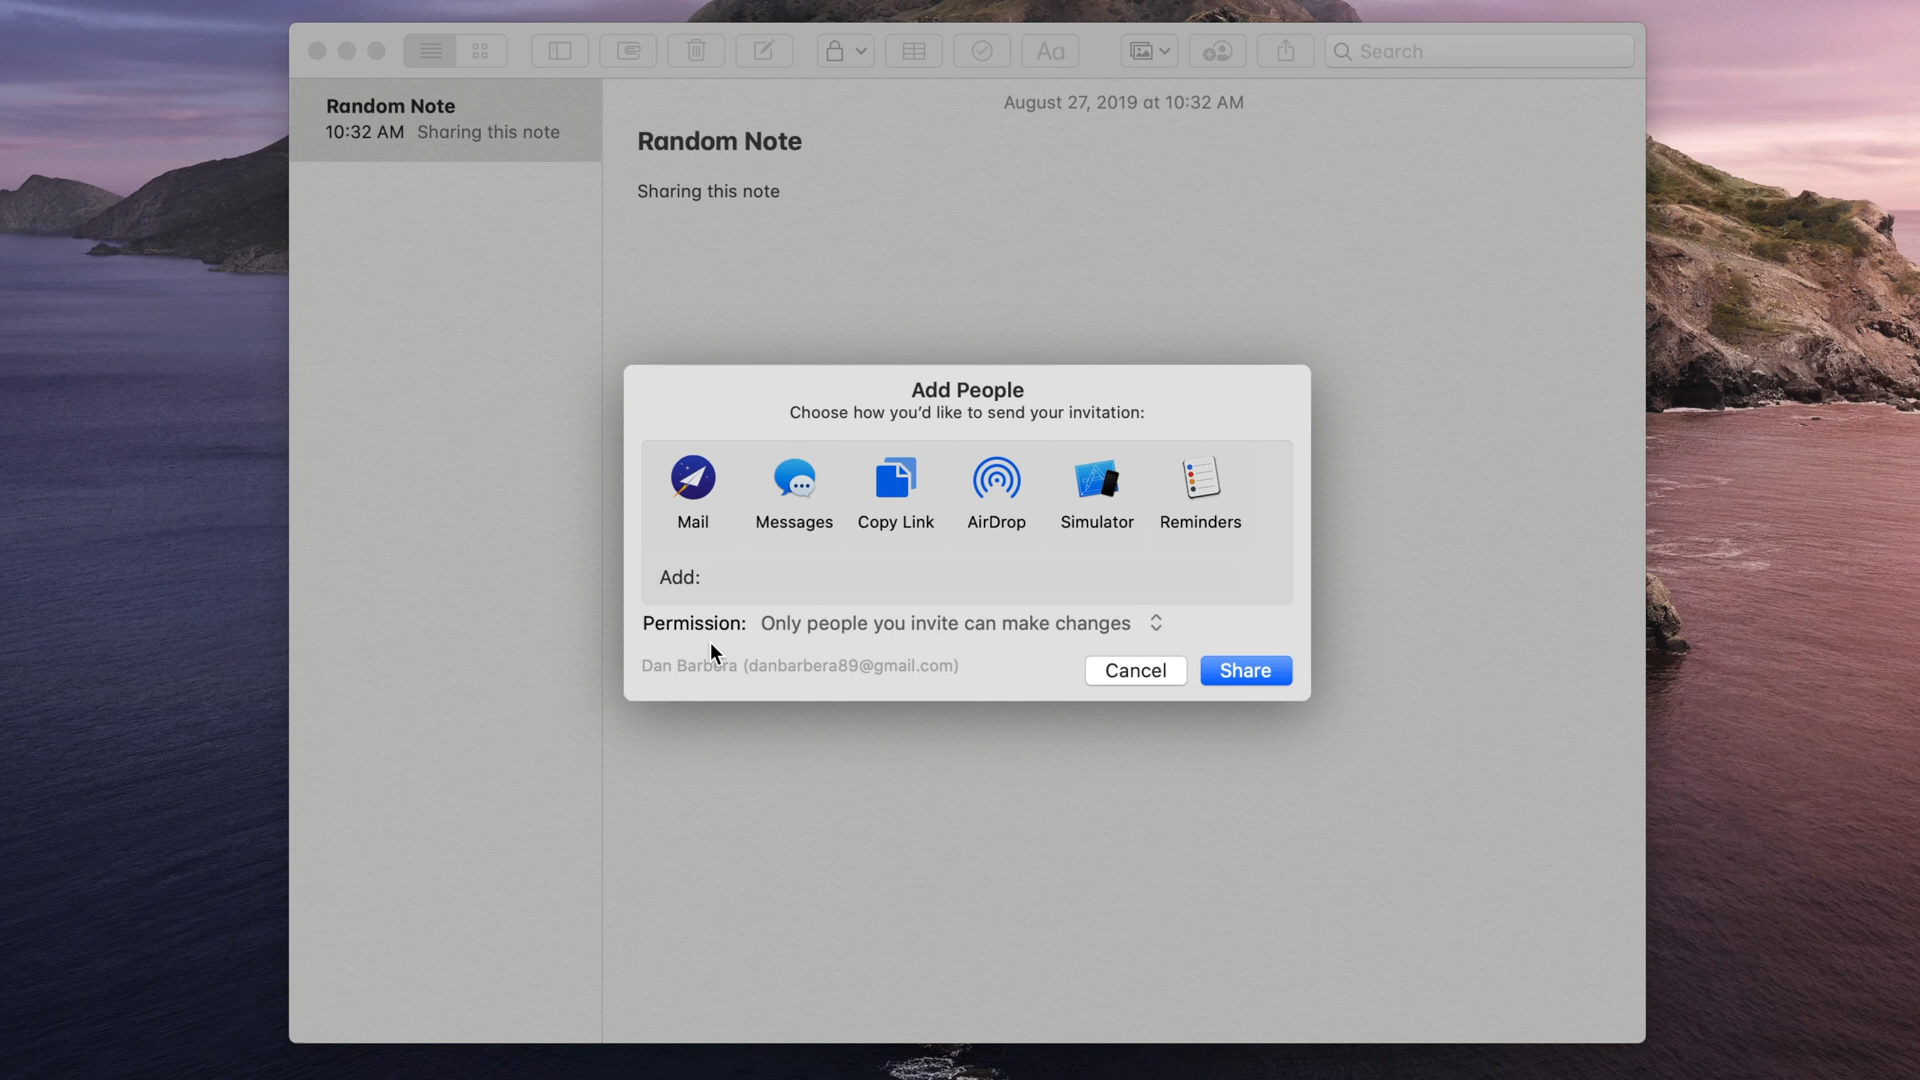 Aa
Search
Random Note
10:32 AM Sharing this note
August 27, 2019 at 10:32 AM
Random Note
Sharing this note
Add People
Choose how you'd like to send your invitation:
Mail
Messages
Copy Link
AirDrop
Simulator
Reminders
Add:
Permission: Only people you invite can make changes
Dan Barbera (danbarbera89@gmail.com)
Cancel
Share